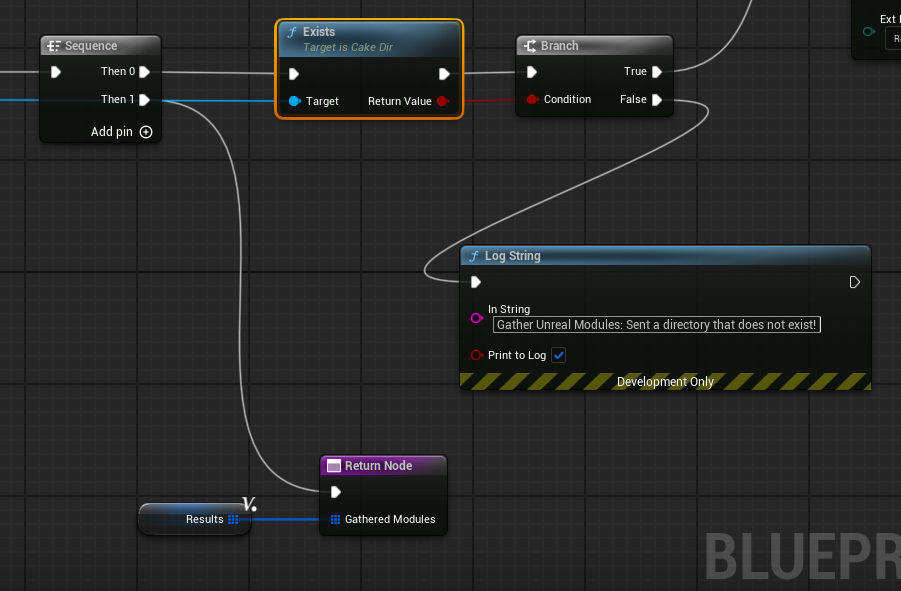 Sequence
Then 0
Then 1
Add pin
f Exists
Target is Cake Dir
Target
Return Value
Branch
True
Condition
False
Ext
f Log String
In String
Gather Unreal Modules: Sent a directory that does not exist!
Print to Log
Development Only
Return Node
V.
Results
Gathered Modules
BLUEPR